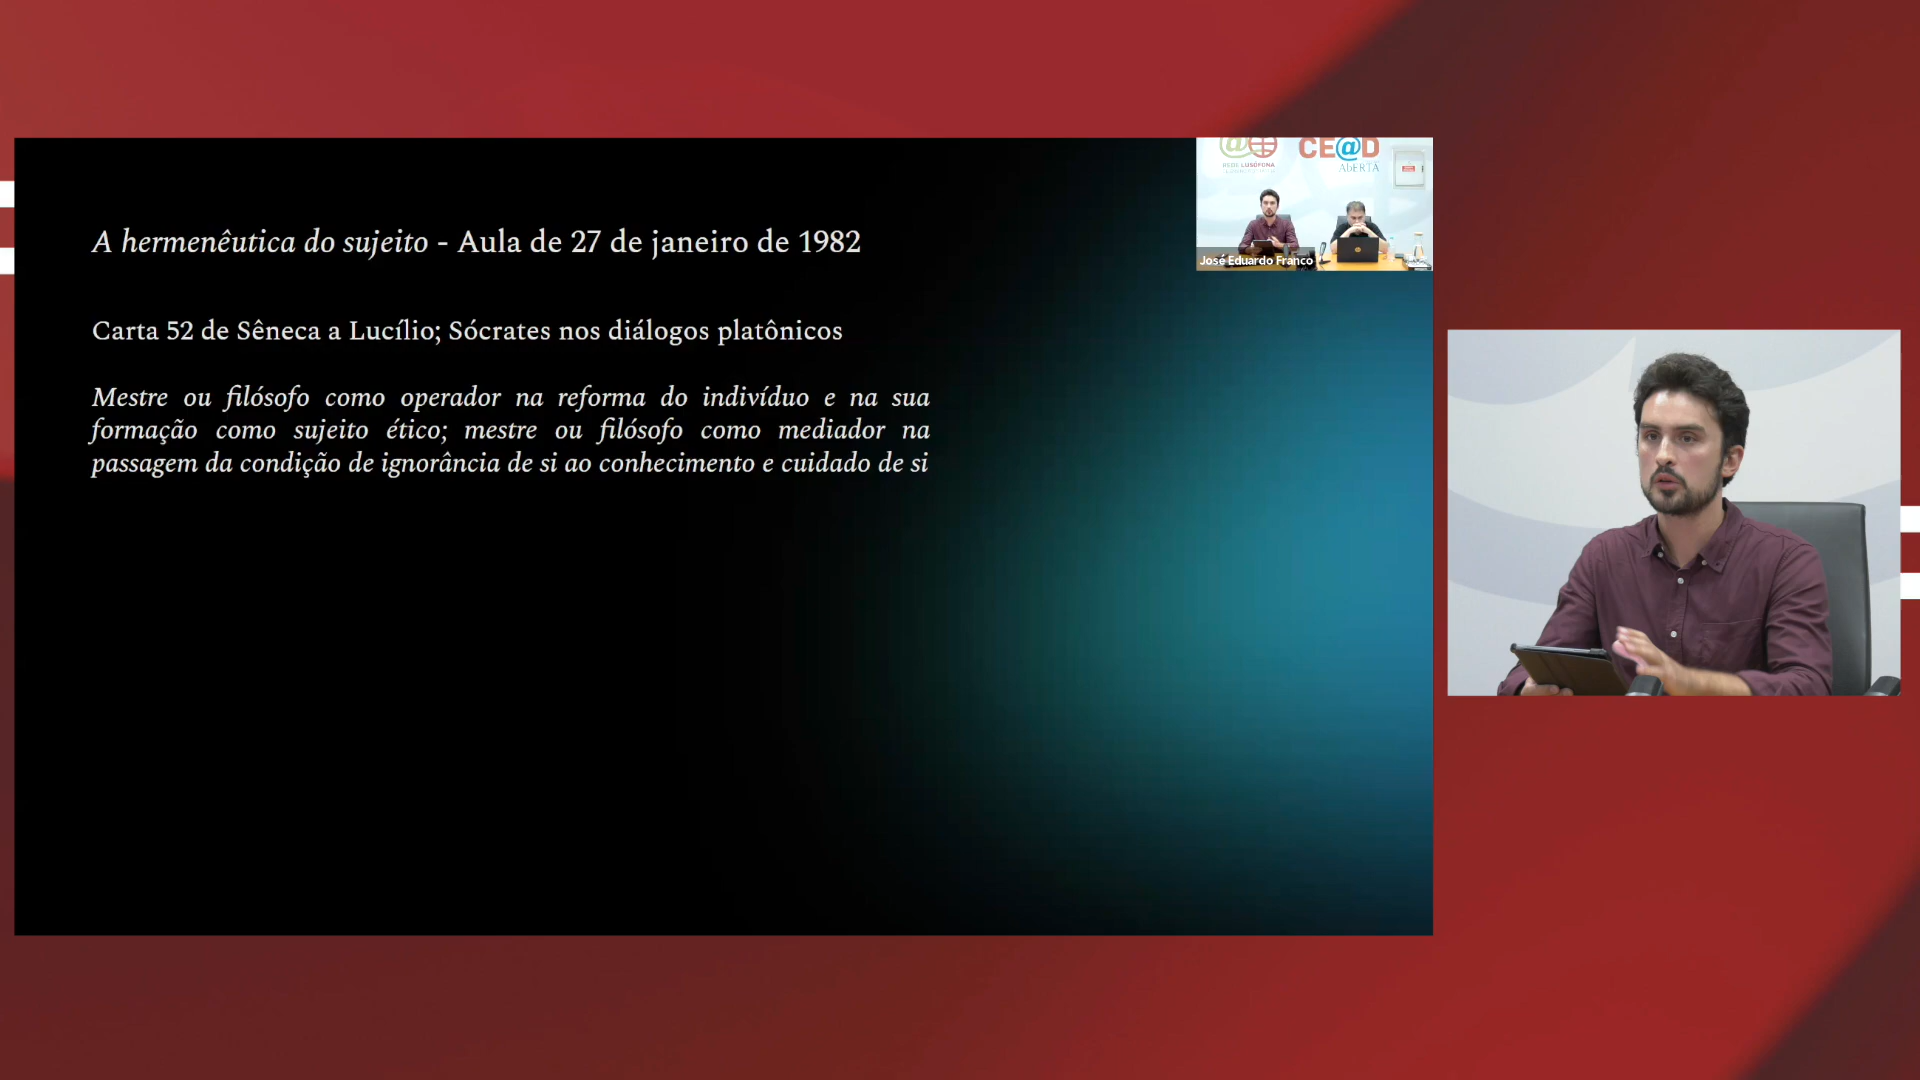 A hermenêutica do sujeito - Aula de 27 de janeiro de 1982
Carta 52 de Sêneca a Lucílio; Sócrates nos diálogos platônicos
Mestre ou filósofo como operador na reforma do indivíduo e na sua
formação como sujeito ético; mestre ou filósofo como mediador na
passagem da condição de ignorância de si ao conhecimento e cuidado de si
REDE LUSÓFONA
CE@D
ABERTA
José Eduardo Franco